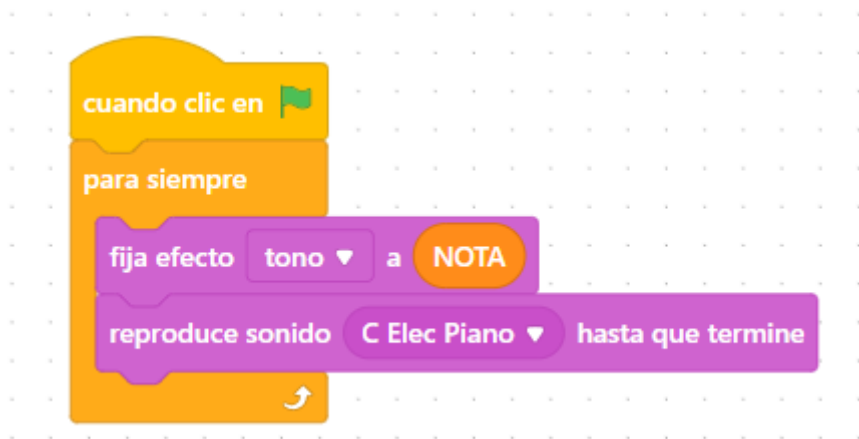 cuando clic en
para siempre
fija efecto tono a NOTA
reproduce sonido C Elec Piano hasta que termine